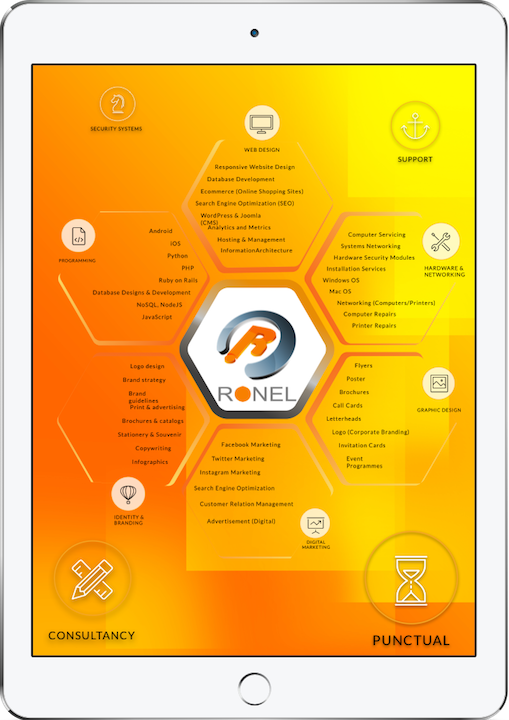 SECURITY SYSTEMS
WEB DESIGN
SUPPORT
Responsive Website Design
Database Development
Ecommerce (Online Shopping Sites)
Search Engine Optimization (SEO)
WordPress & Joomla
(CMS)
Analytics and Metrics
Hosting & Management
InformationArchitecture
PROGRAMMING
Android
iOS
Python
PHP
Ruby on Rails
Database Designs & Development
NoSQL, NodeJS
JavaScript
Computer Servicing
Systems Networking
Hardware Security Modules
Installation Services
Windows OS
Mac OS
Networking (Computers/Printers)
Computer Repairs
Printer Repairs
HARDWARE &
NETWORKING
R
RONEL
Logo design
Brand strategy
Brand
guidelines
Print & advertising
Brochures & catalogs
Stationery & Souvenir
Copywriting
Infographics
IDENTITY &
BRANDING
Flyers
Poster
Brochures
Call Cards
Letterheads
Logo (Corporate Branding)
Invitation Cards
Event
Programmes
GRAPHIC DESIGN
Facebook Marketing
Twitter Marketing
Instagram Marketing
Search Engine Optimization
Customer Relation Management
Advertisement (Digital)
DIGITAL
MARKETING
CONSULTANCY
PUNCTUAL